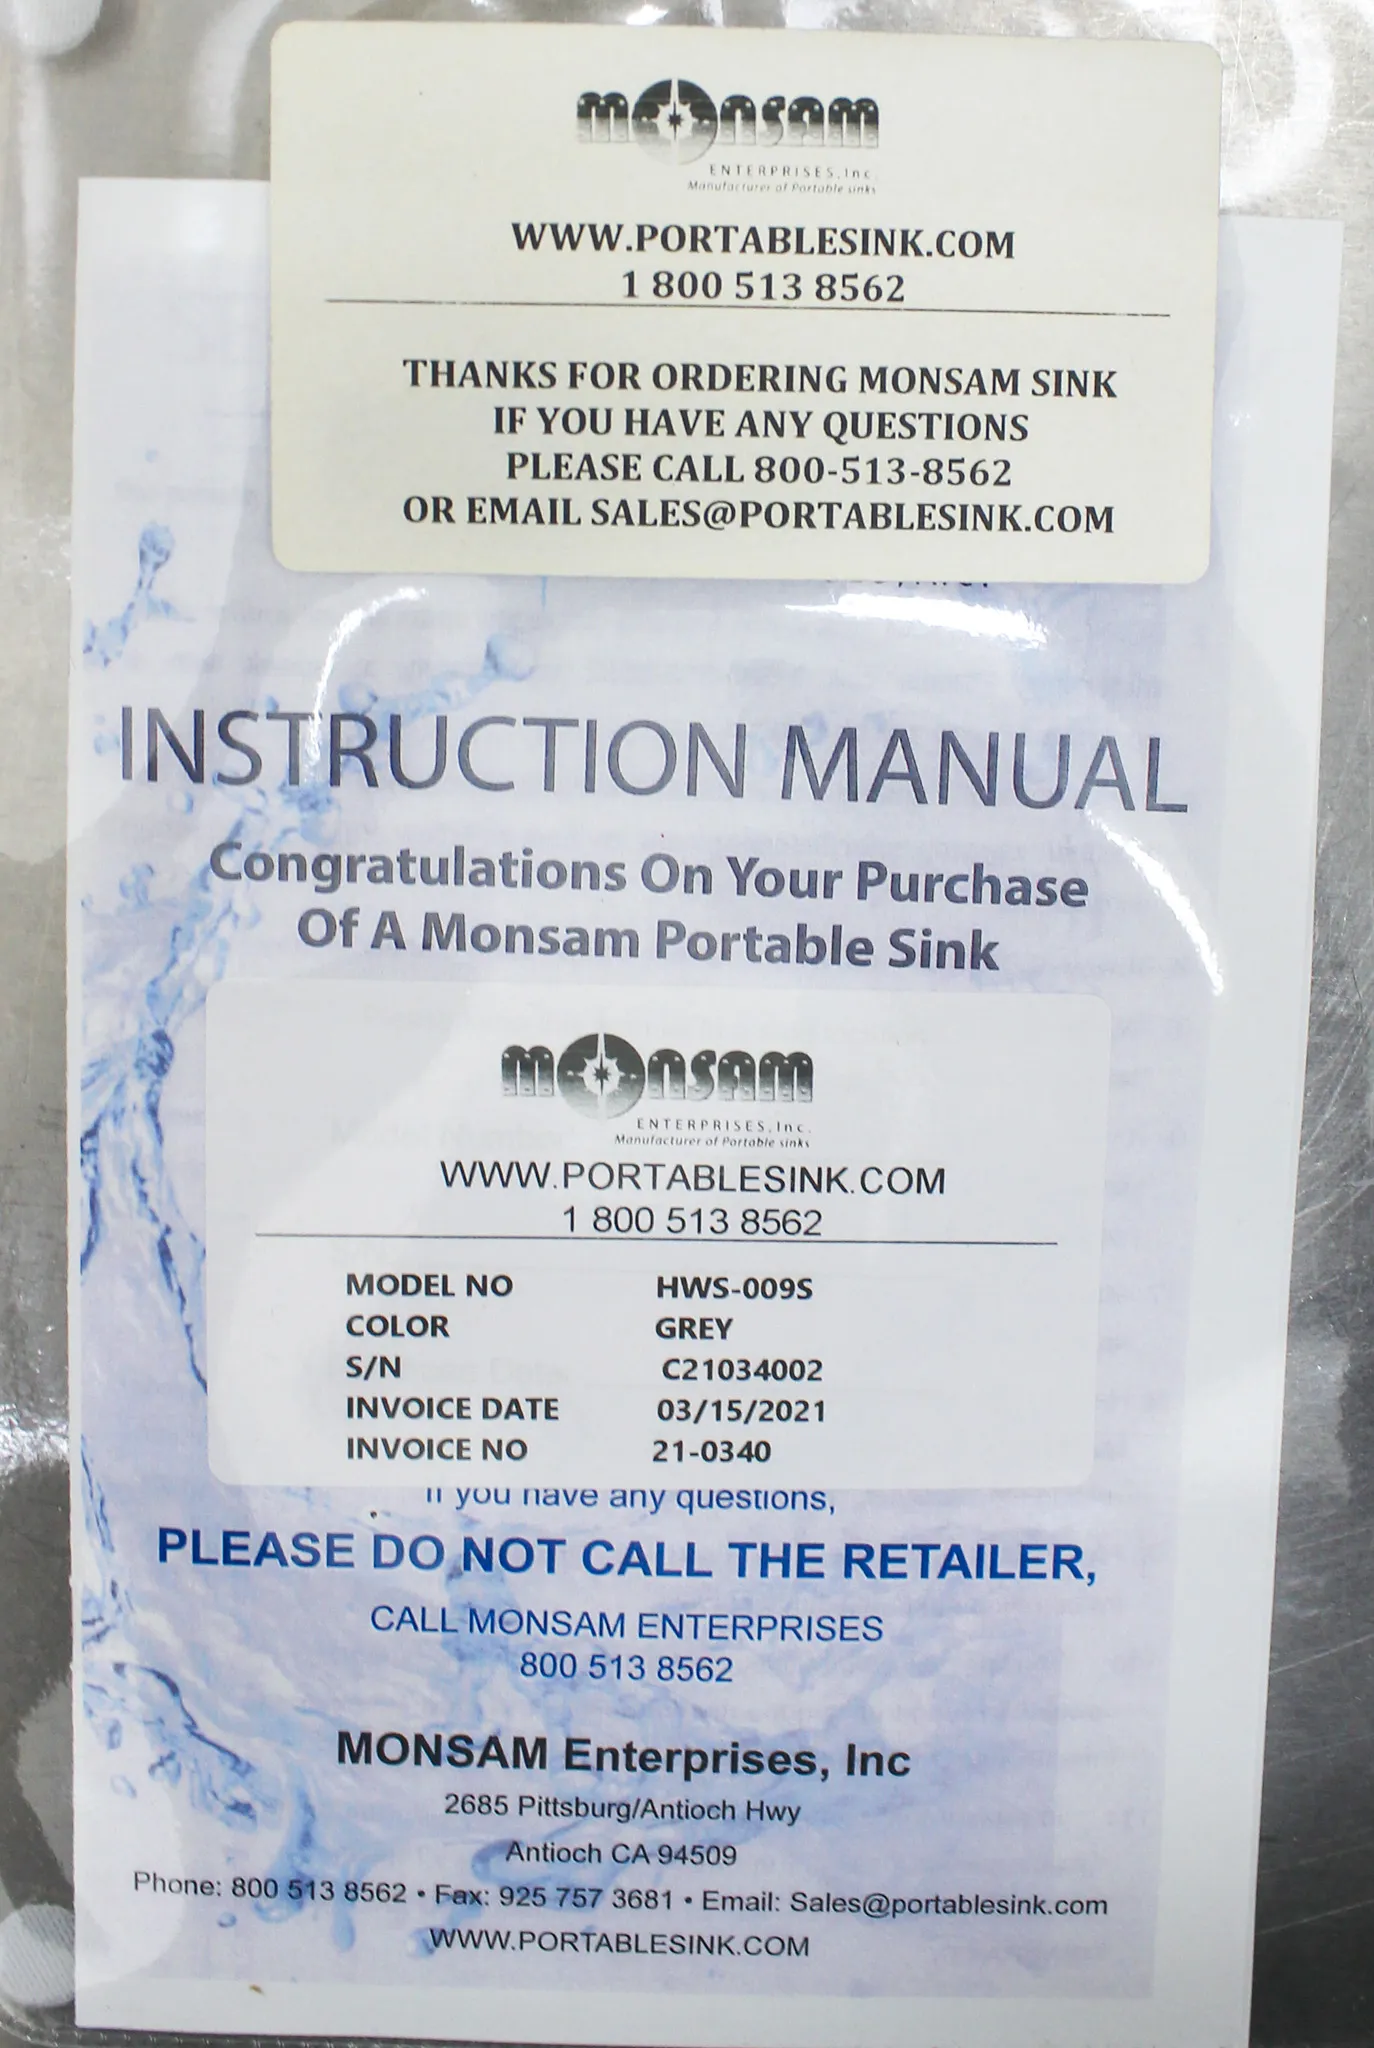 monsam
ENTERPRISES, Inc.
Manufacturer of Portable sinks
WWW.PORTABLESINK.COM
1 800 513 8562
THANKS FOR ORDERING MONSAM SINK
IF YOU HAVE ANY QUESTIONS
PLEASE CALL 800-513-8562
OR EMAIL SALES@PORTABLESINK.COM
INSTRUCTION MANUAL
Congratulations On Your Purchase
Of A Monsam Portable Sink
monsam
ENTERPRISES, Inc.
Manufacturer of Portable sinks
WWW.PORTABLESINK.COM
1 800 513 8562
MODEL NO HWS-009S
COLOR GREY
S/N C21034002
INVOICE DATE 03/15/2021
INVOICE NO 21-0340
If you have any questions,
PLEASE DO NOT CALL THE RETAILER,
CALL MONSAM ENTERPRISES
800 513 8562
MONSAM Enterprises, Inc
2685 Pittsburg/Antioch Hwy
Antioch CA 94509
Phone: 800 513 8562 • Fax: 925 757 3681 • Email: Sales@portablesink.com
WWW.PORTABLESINK.COM